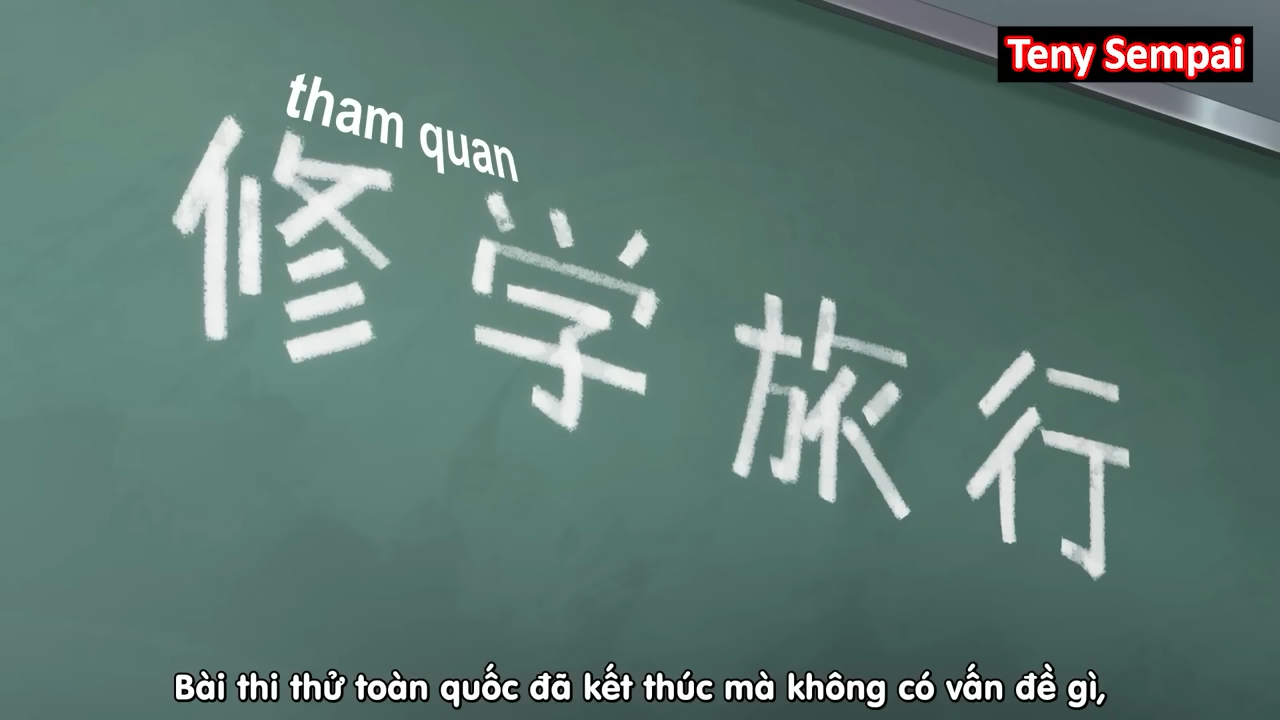 Teny Sempai
tham quan
修学旅行
Bài thi thử toàn quốc đã kết thúc mà không có vấn đề gì,